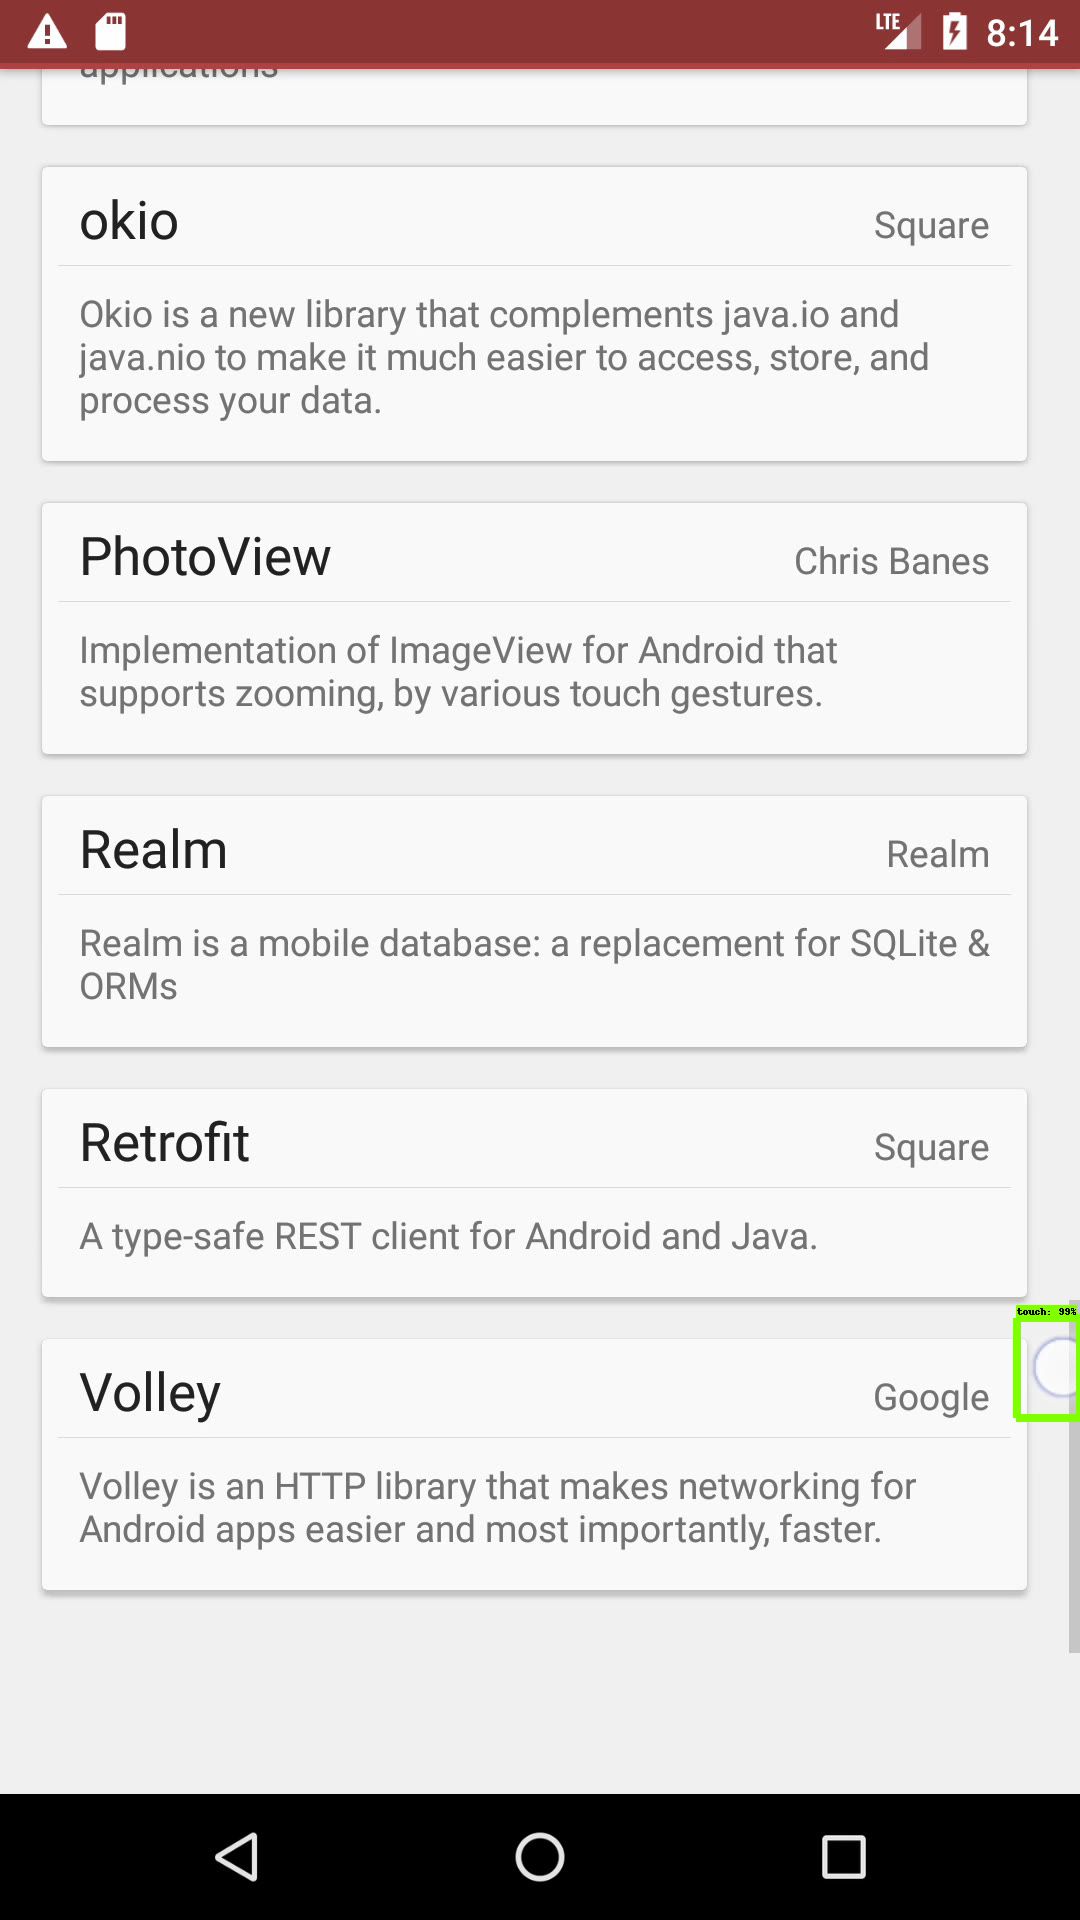 LTE 8:14
applications
okio Square
Okio is a new library that complements java.io and
java.nio to make it much easier to access, store, and
process your data.
PhotoView Chris Banes
Implementation of ImageView for Android that
supports zooming, by various touch gestures.
Realm Realm
Realm is a mobile database: a replacement for SQLite &
ORMs
Retrofit Square
A type-safe REST client for Android and Java.
touch: 99%
Volley Google
Volley is an HTTP library that makes networking for
Android apps easier and most importantly, faster.